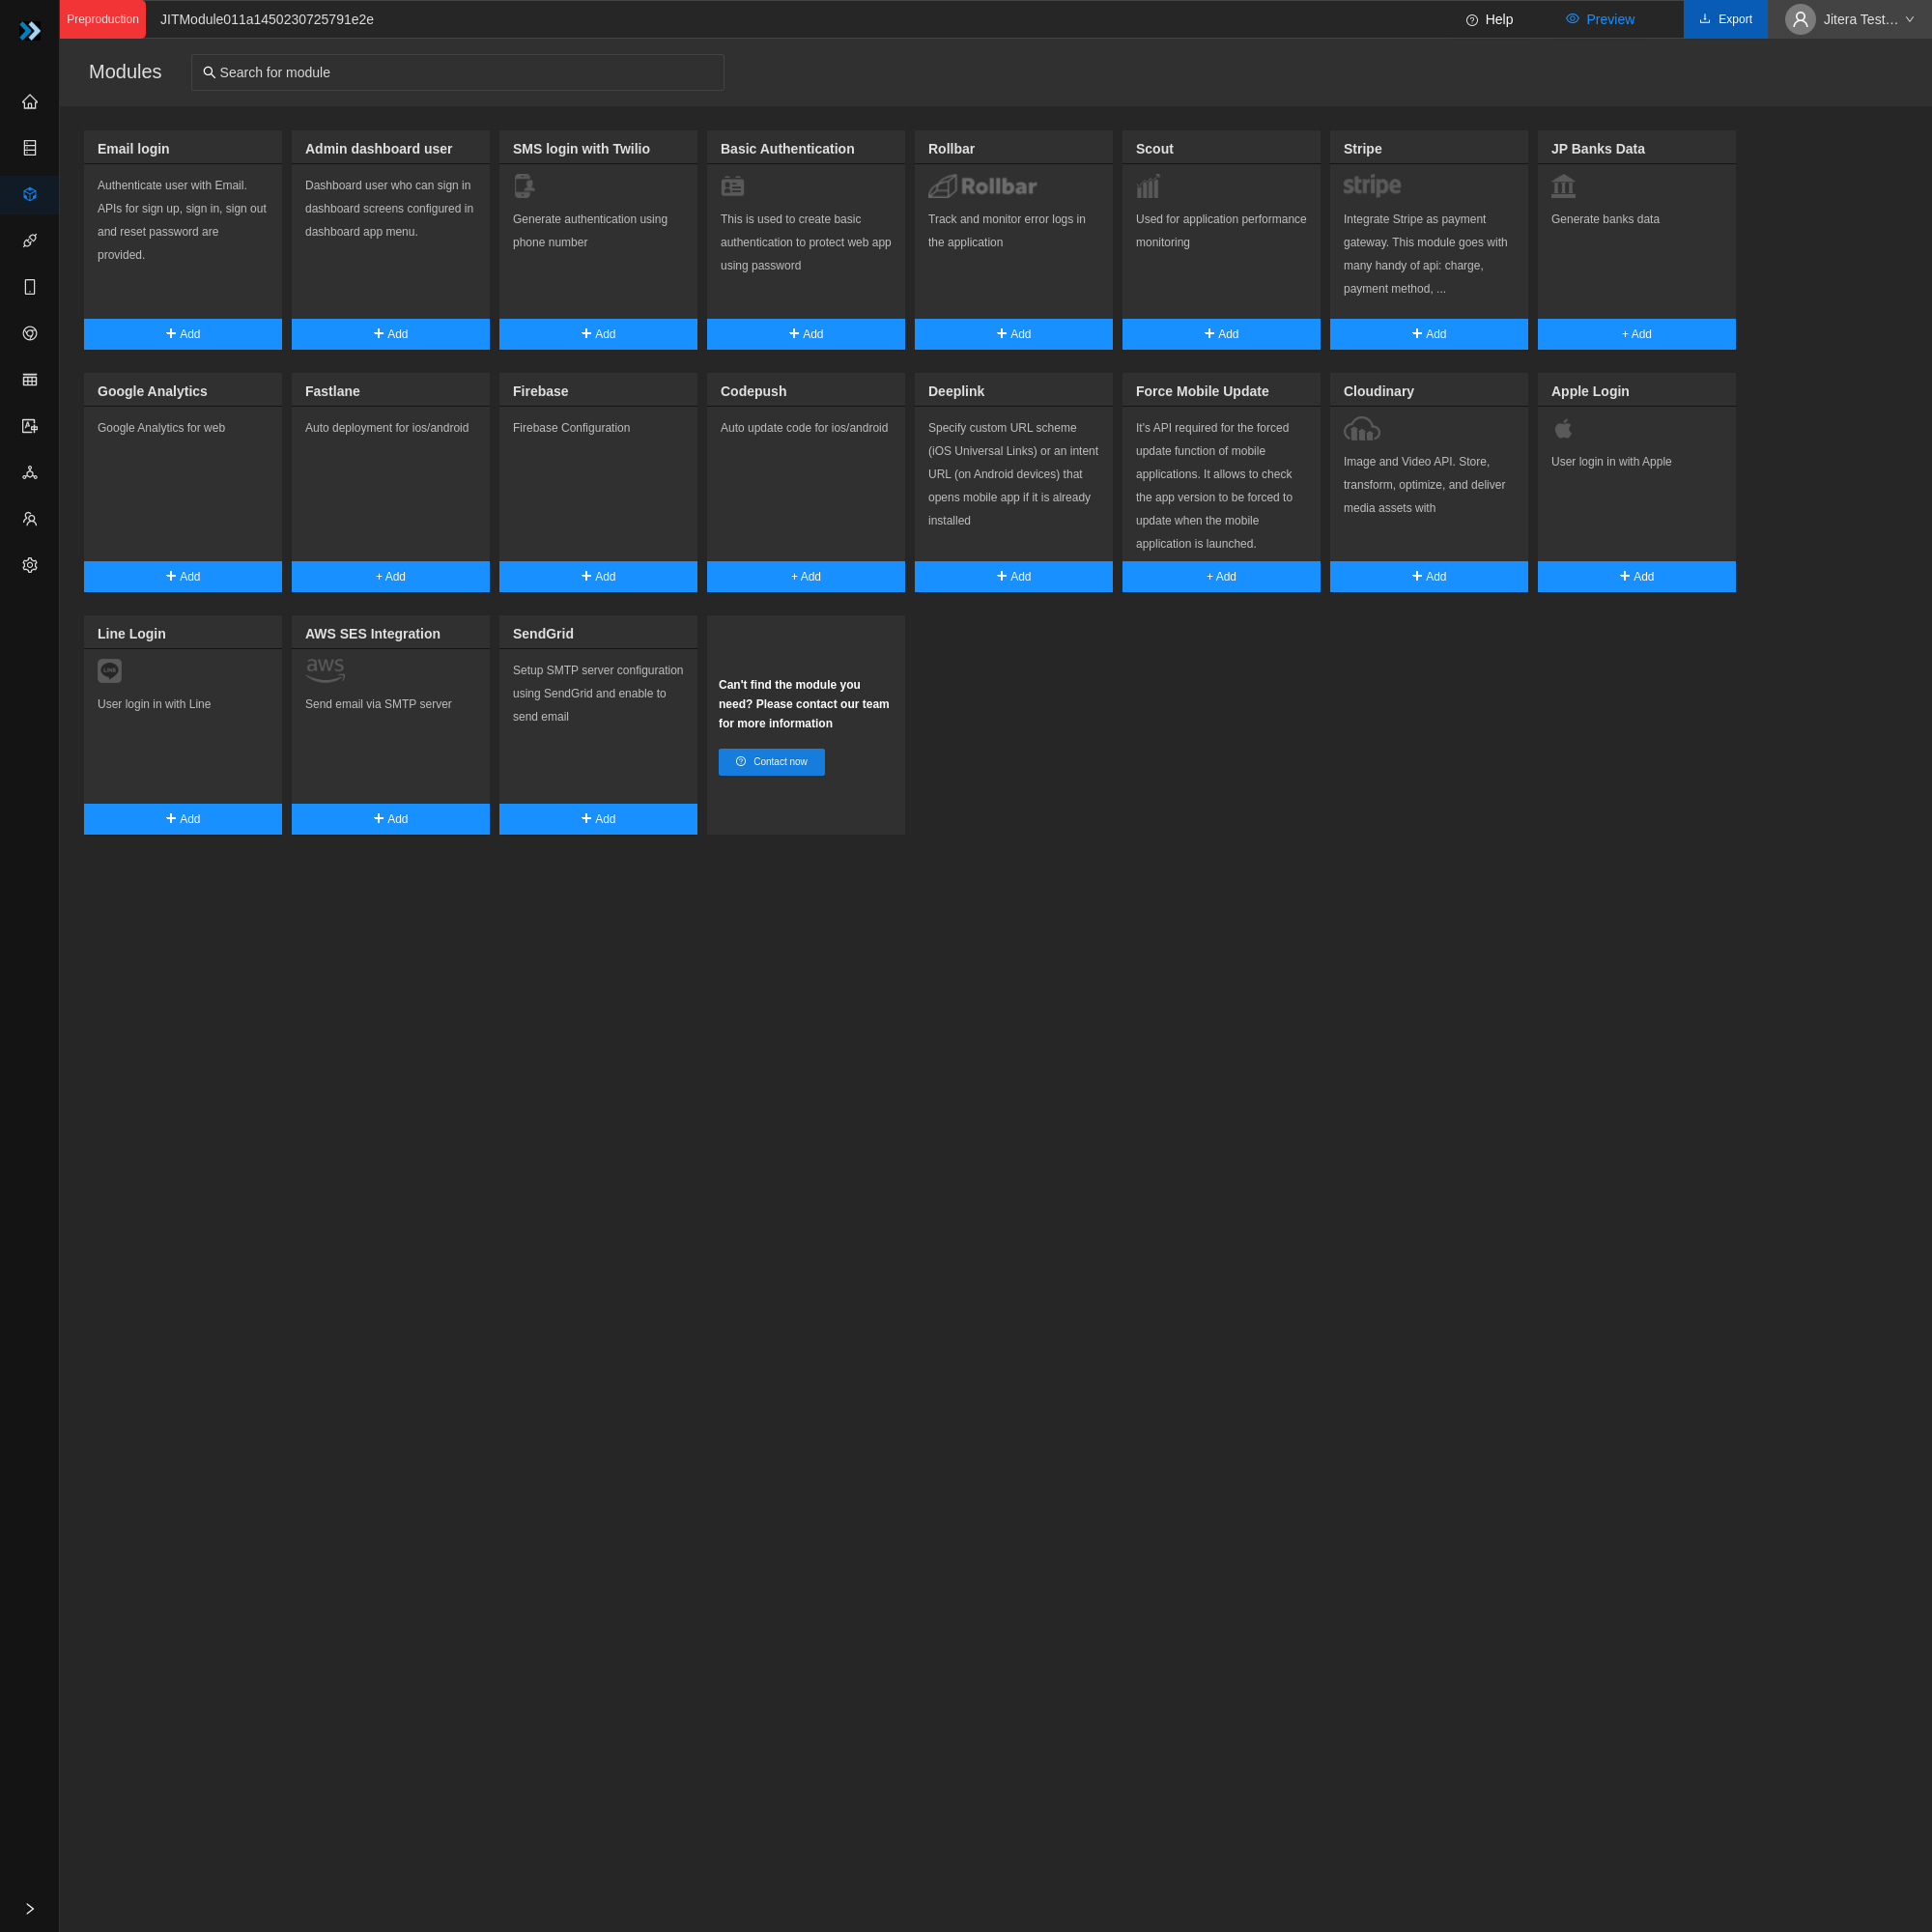 Preproduction
JITModule011a1450230725791e2e
Help
Preview
Export
Jitera Test…
Modules
Search for module
Email login
Authenticate user with Email.
APIs for sign up, sign in, sign out
and reset password are
provided.
Add
Admin dashboard user
Dashboard user who can sign in
dashboard screens configured in
dashboard app menu.
Add
SMS login with Twilio
Generate authentication using
phone number
Add
Basic Authentication
This is used to create basic
authentication to protect web app
using password
Add
Rollbar
Rollbar
Track and monitor error logs in
the application
Add
Scout
Used for application performance
monitoring
Add
Stripe
stripe
Integrate Stripe as payment
gateway. This module goes with
many handy of api: charge,
payment method, ...
Add
JP Banks Data
Generate banks data
+ Add
Google Analytics
Google Analytics for web
Add
Fastlane
Auto deployment for ios/android
+ Add
Firebase
Firebase Configuration
Add
Codepush
Auto update code for ios/android
+ Add
Deeplink
Specify custom URL scheme
(iOS Universal Links) or an intent
URL (on Android devices) that
opens mobile app if it is already
installed
Add
Force Mobile Update
It's API required for the forced
update function of mobile
applications. It allows to check
the app version to be forced to
update when the mobile
application is launched.
+ Add
Cloudinary
Image and Video API. Store,
transform, optimize, and deliver
media assets with
Add
Apple Login
User login in with Apple
Add
Line Login
LINE
User login in with Line
Add
AWS SES Integration
aws
Send email via SMTP server
Add
SendGrid
Setup SMTP server configuration
using SendGrid and enable to
send email
Add
Can't find the module you
need? Please contact our team
for more information
Contact now